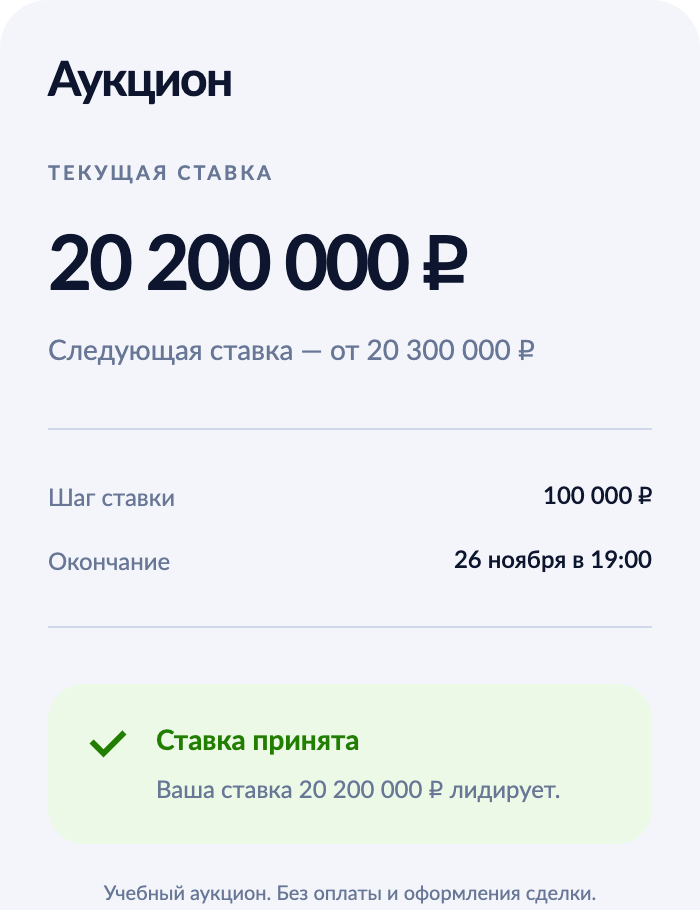 Аукцион
ТЕКУЩАЯ СТАВКА
20 200 000 ₽
Следующая ставка — от 20 300 000 ₽
Шаг ставки 100 000 ₽
Окончание 26 ноября в 19:00
Ставка принята
Ваша ставка 20 200 000 ₽ лидирует.
Учебный аукцион. Без оплаты и оформления сделки.